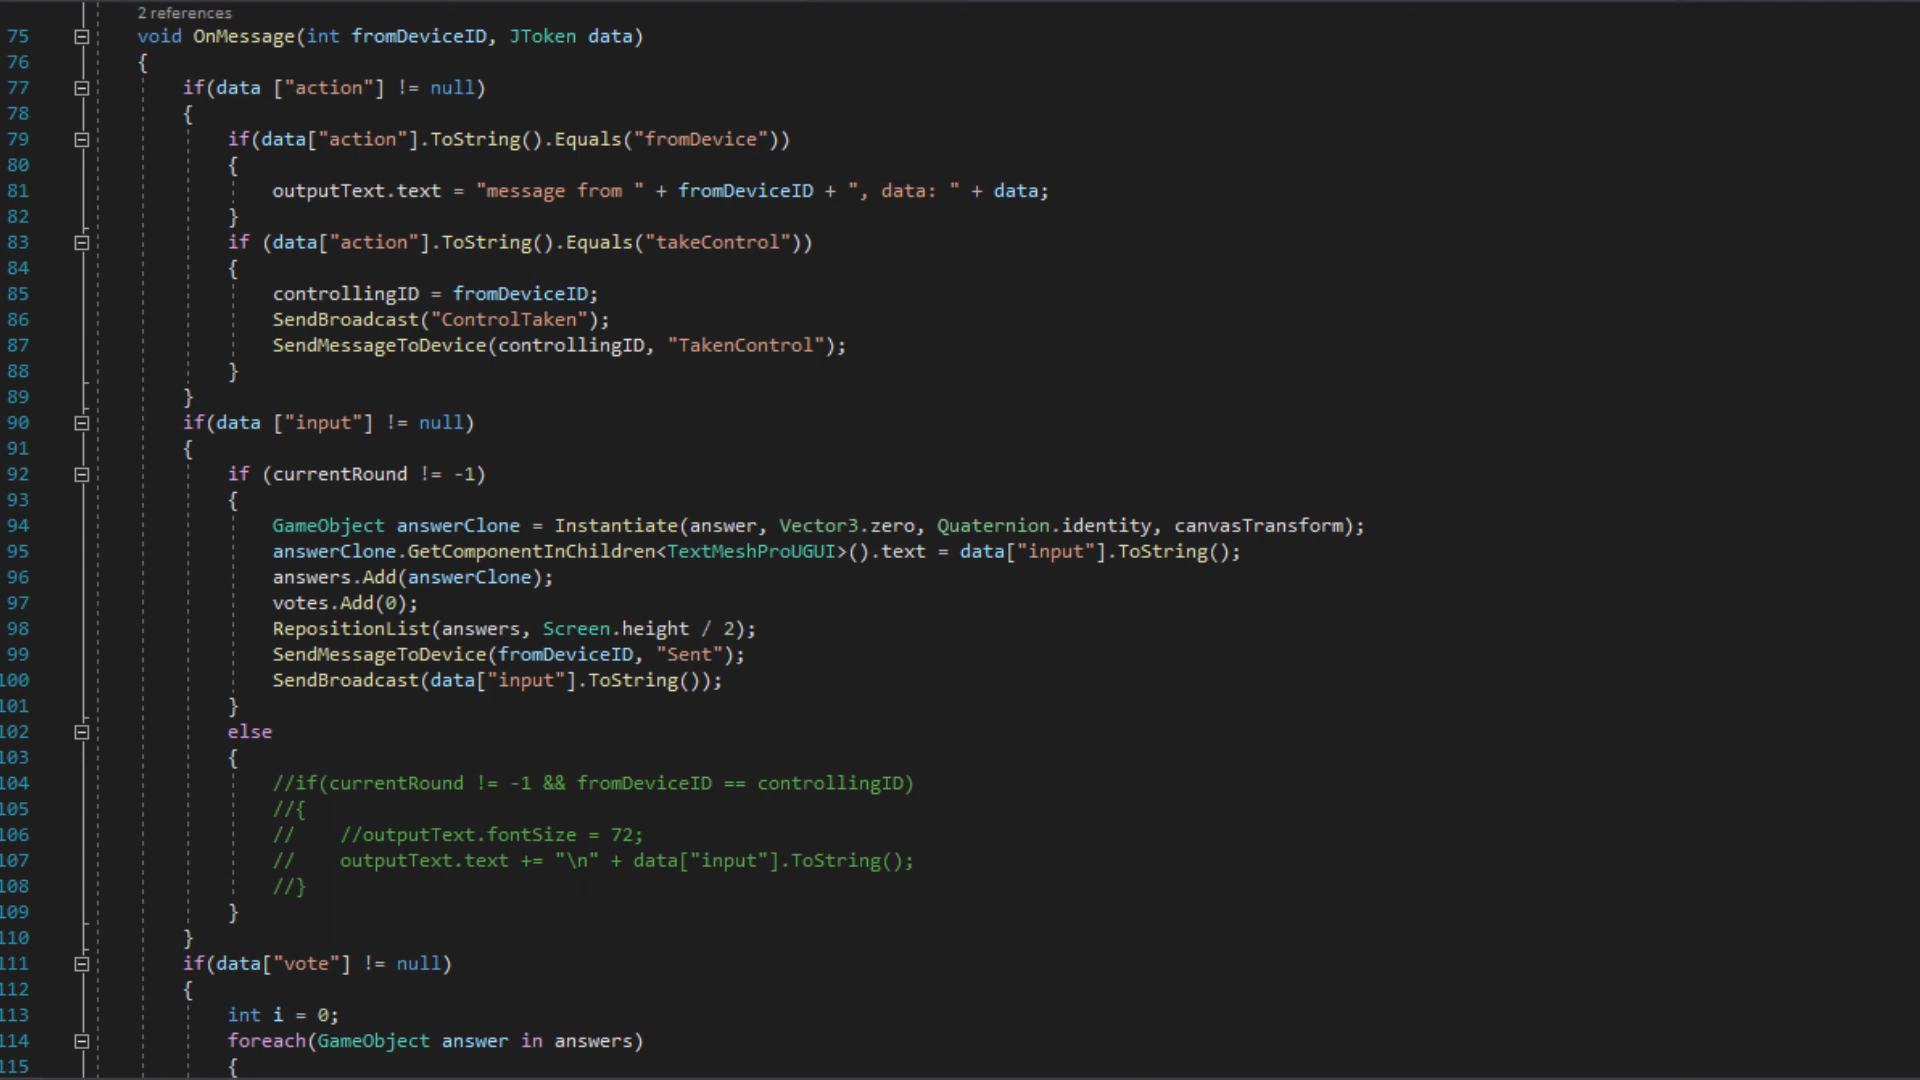 2 references
75 void OnMessage(int fromDeviceID, JToken data)
76 {
77 if(data ["action"] != null)
78 {
79 if(data["action"].ToString().Equals("fromDevice"))
80 {
81 outputText.text = "message from " + fromDeviceID + ", data: " + data;
82 }
83 if (data["action"].ToString().Equals("takeControl"))
84 {
85 controllingID = fromDeviceID;
86 SendBroadcast("ControlTaken");
87 SendMessageToDevice(controllingID, "TakenControl");
88 }
89 }
90 if(data ["input"] != null)
91 {
92 if (currentRound != -1)
93 {
94 GameObject answerClone = Instantiate(answer, Vector3.zero, Quaternion.identity, canvasTransform);
95 answerClone.GetComponentInChildren<TextMeshProUGUI>().text = data["input"].ToString();
96 answers.Add(answerClone);
97 votes.Add(0);
98 RepositionList(answers, Screen.height / 2);
99 SendMessageToDevice(fromDeviceID, "Sent");
100 SendBroadcast(data["input"].ToString());
101 }
102 else
103 {
104 //if(currentRound != -1 && fromDeviceID == controllingID)
105 //{
106 // //outputText.fontSize = 72;
107 // outputText.text += "\n" + data["input"].ToString();
108 //}
109 }
110 }
111 if(data["vote"] != null)
112 {
113 int i = 0;
114 foreach(GameObject answer in answers)
115 {